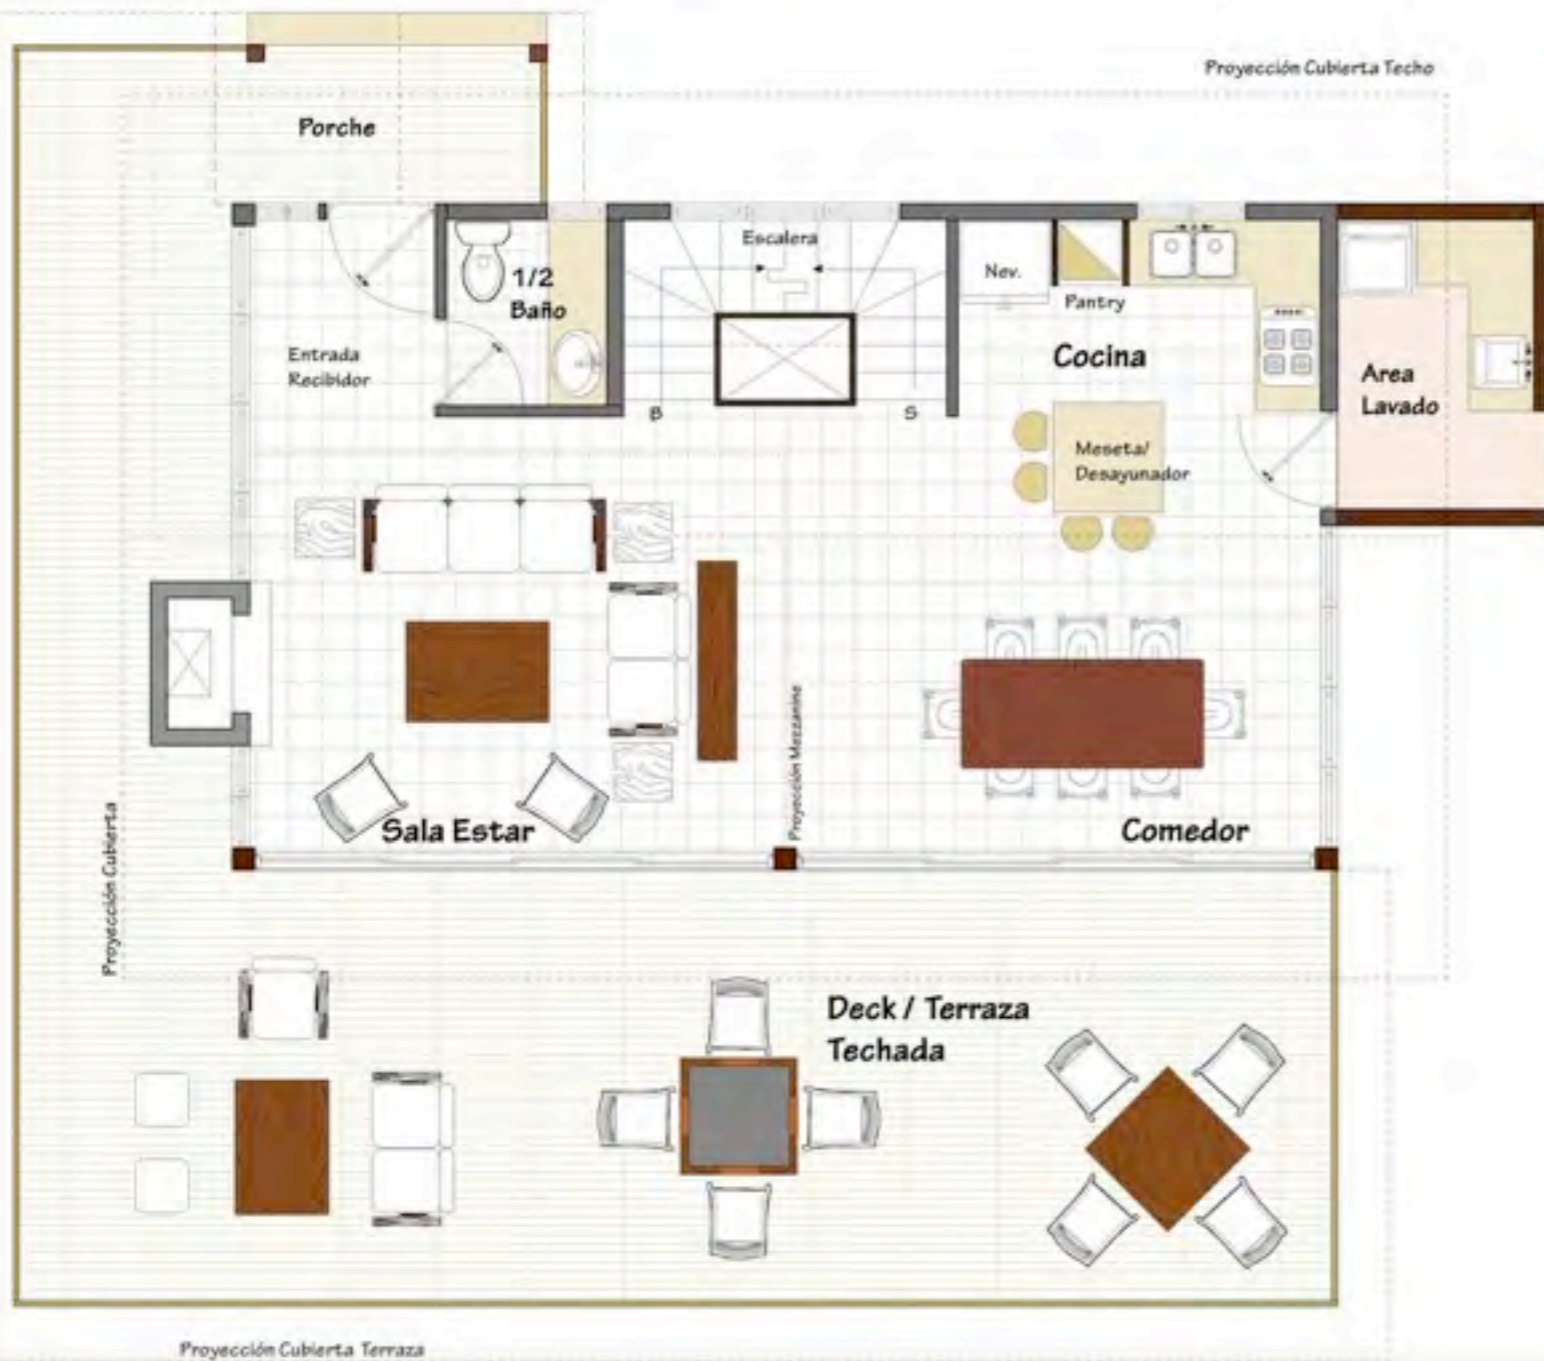 Proyección Cubierta Techo
Porche
Escalera
1/2
Baño
Nev.
Pantry
Entrada
Recibidor
Cocina
Area
Lavado
B
S
Meseta/
Desayunador
Proyección Mezzanine
Sala Estar
Comedor
Proyección Cubierta
Deck / Terraza
Techada
Proyección Cubierta Terraza